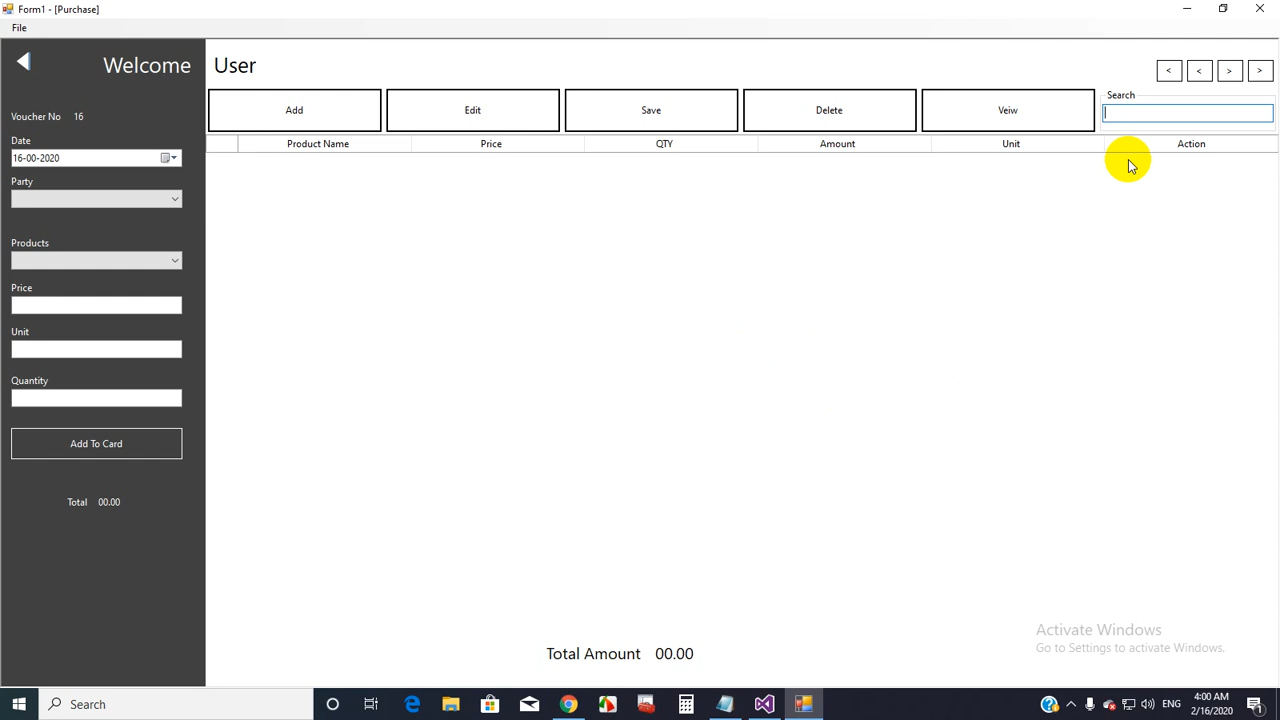 Form1 - [Purchase]
File
Welcome User
< < > >
Voucher No 16
Date
16-00-2020
Party
Products
Price
Unit
Quantity
Add To Card
Total 00.00
Add Edit Save Delete Veiw
Search
Product Name Price QTY Amount Unit Action
Total Amount 00.00
Activate Windows
Go to Settings to activate Windows.
Search
ENG
4:00 AM
2/16/2020
1